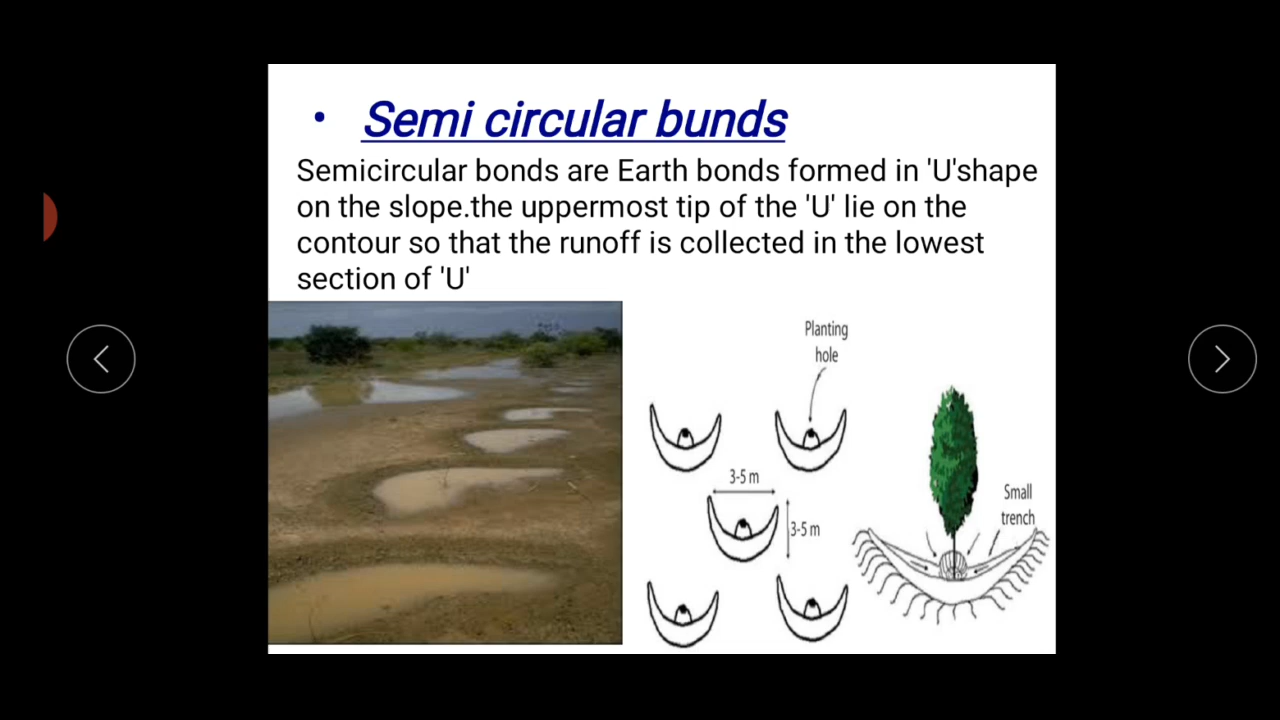 • Semi circular bunds
Semicircular bonds are Earth bonds formed in 'U'shape
on the slope.the uppermost tip of the 'U' lie on the
contour so that the runoff is collected in the lowest
section of 'U'
Planting
hole
3-5 m
3-5 m
Small
trench